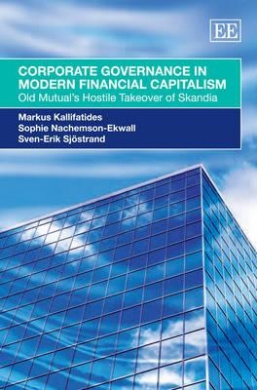 EE
CORPORATE GOVERNANCE IN
MODERN FINANCIAL CAPITALISM
Old Mutual's Hostile Takeover of Skandia
Markus Kallifatides
Sophie Nachemson-Ekwall
Sven-Erik Sjöstrand